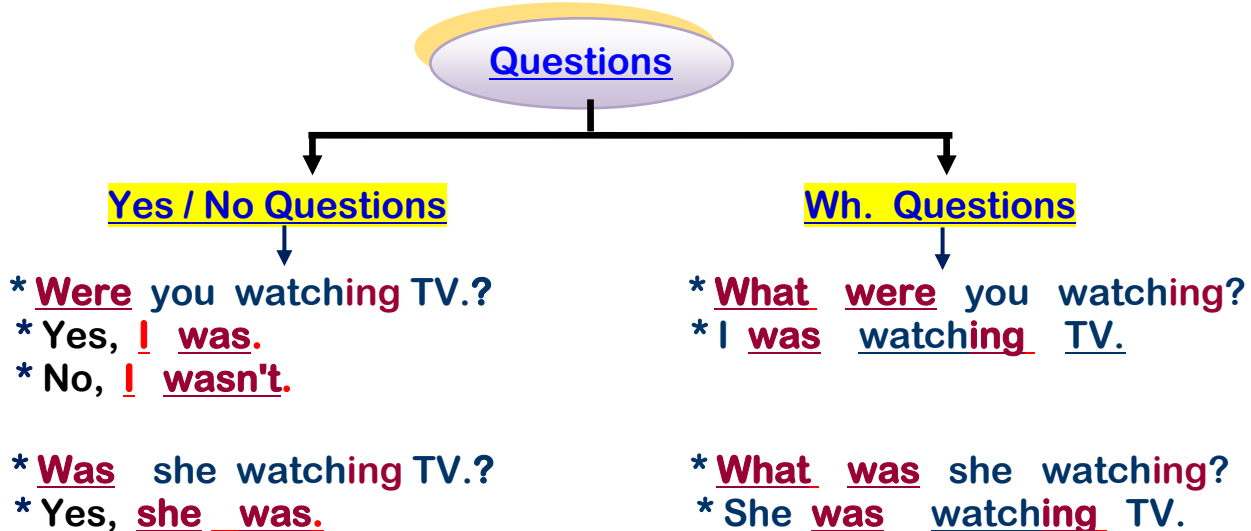 Questions
Yes / No Questions
* Were you watching TV.?
* Yes, I was.
* No, I wasn't.
* Was she watching TV.?
* Yes, she was.
Wh. Questions
* What were you watching?
* I was watching TV.
* What was she watching?
* She was watching TV.